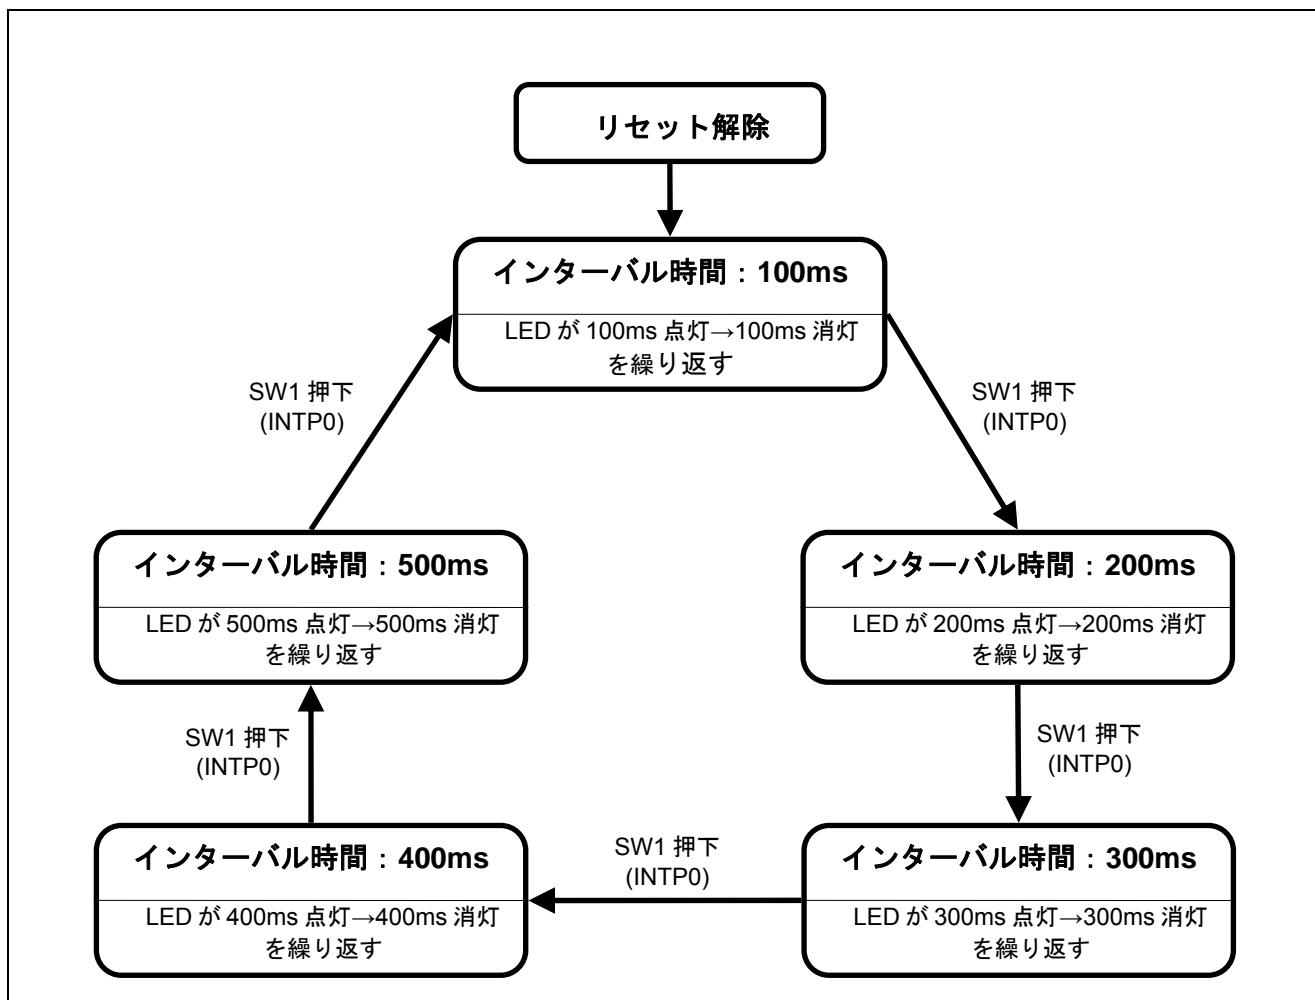 リセット解除
インターバル時間：100ms
LED が 100ms 点灯→100ms 消灯
を繰り返す
SW1 押下
(INTP0)
SW1 押下
(INTP0)
インターバル時間：500ms
LED が 500ms 点灯→500ms 消灯
を繰り返す
インターバル時間：200ms
LED が 200ms 点灯→200ms 消灯
を繰り返す
SW1 押下
(INTP0)
SW1 押下
(INTP0)
インターバル時間：400ms
LED が 400ms 点灯→400ms 消灯
を繰り返す
SW1 押下
(INTP0)
インターバル時間：300ms
LED が 300ms 点灯→300ms 消灯
を繰り返す